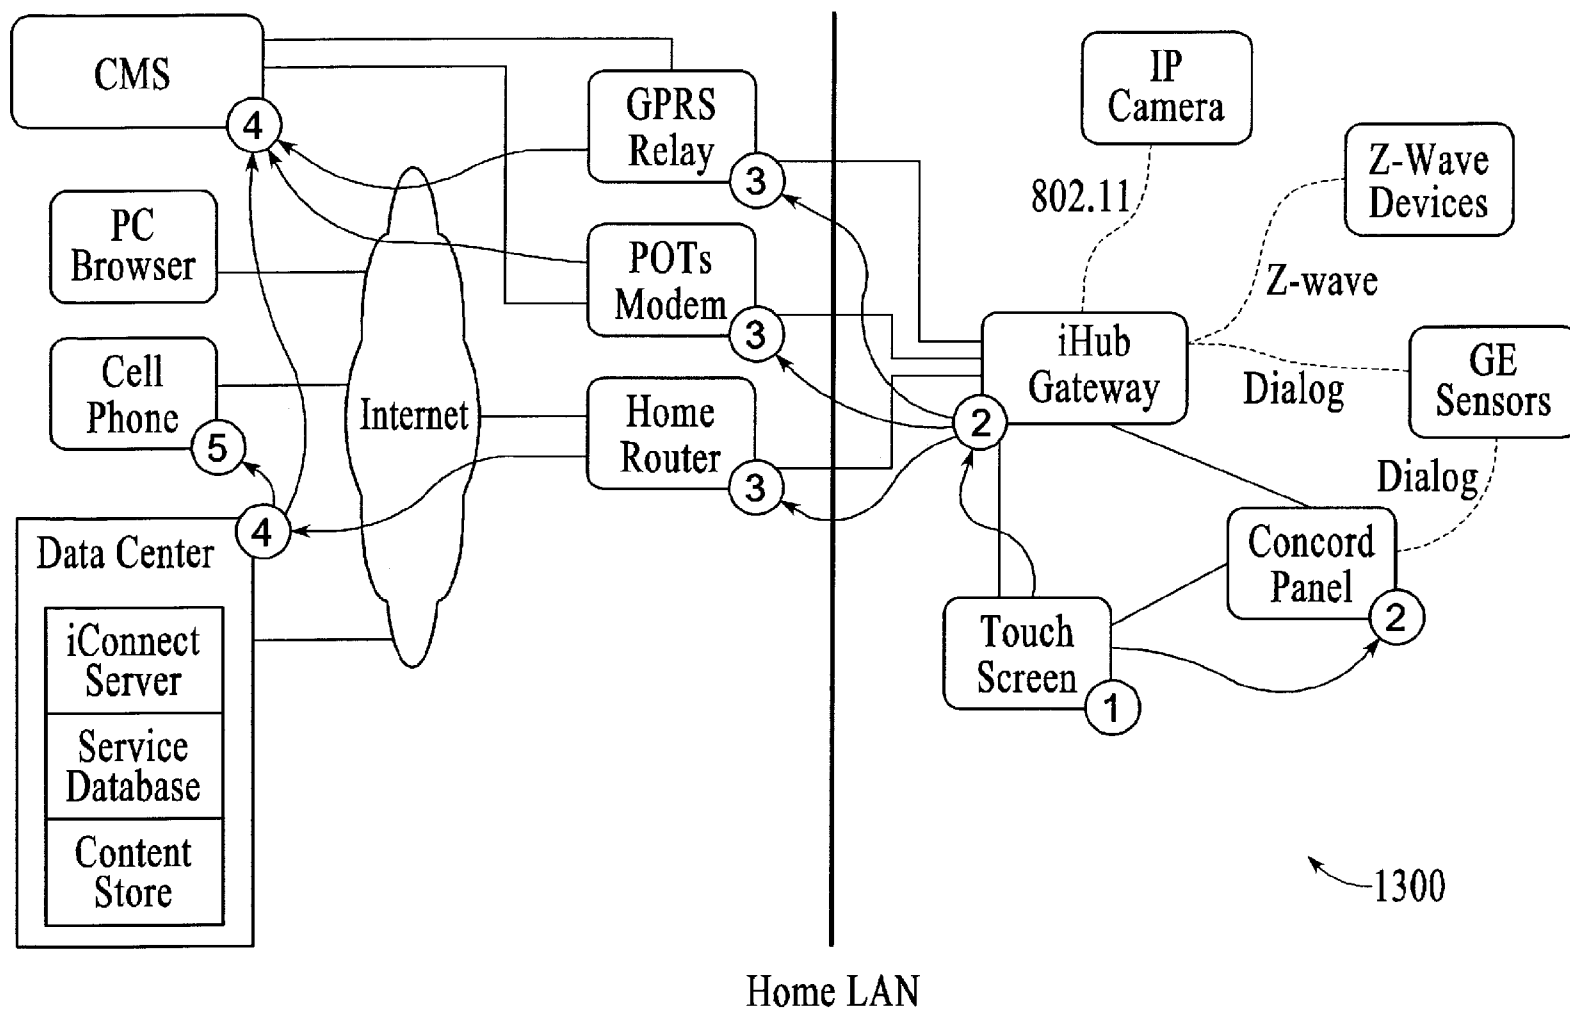 CMS
4
GPRS
Relay
3
IP
Camera
802.11
Z-Wave
Devices
Z-wave
PC
Browser
POTs
Modem
3
iHub
Gateway
2
GE
Sensors
Dialog
Dialog
Cell
Phone
5
Internet
Home
Router
3
4
Data Center
iConnect
Server
Service
Database
Content
Store
Concord
Panel
2
Touch
Screen
1
1300
Home LAN